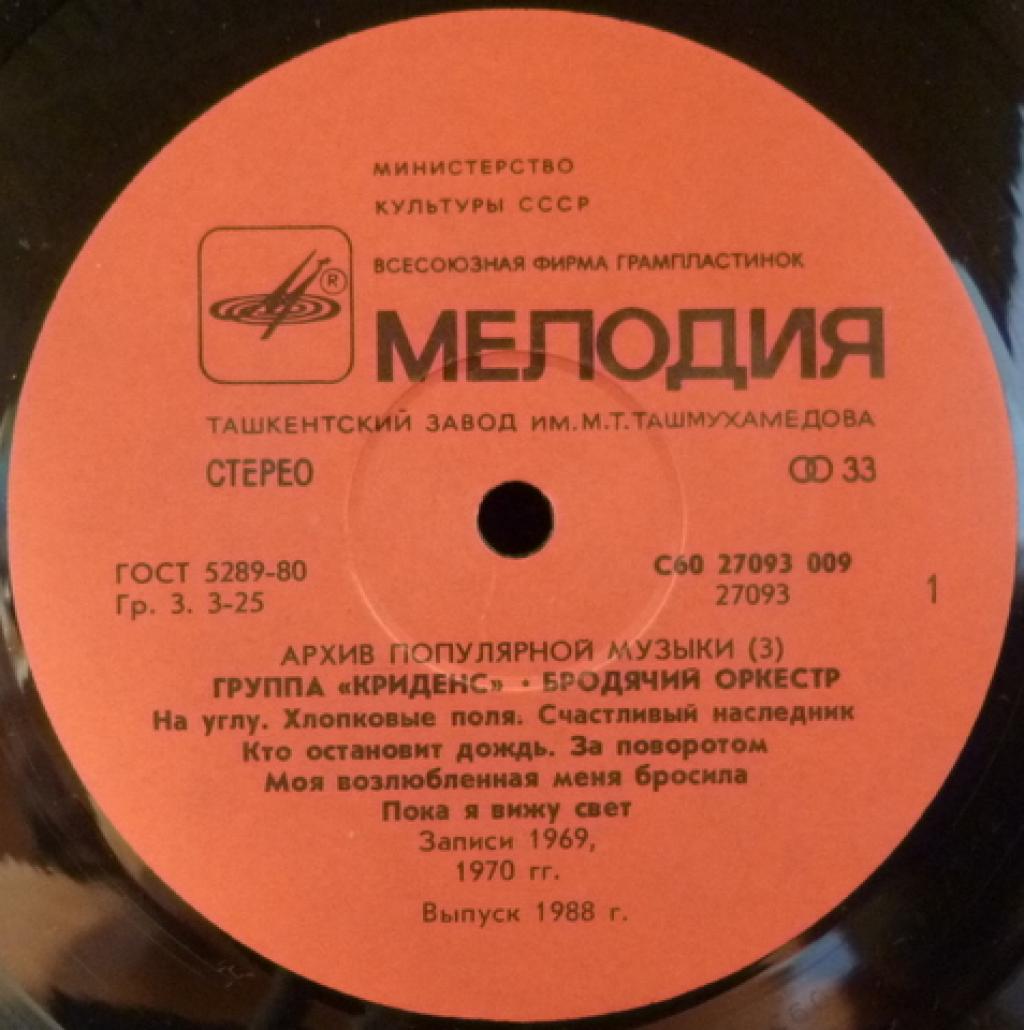 МИНИСТЕРСТВО
КУЛЬТУРЫ СССР
ВСЕСОЮЗНАЯ ФИРМА ГРАМПЛАСТИНОК
®
МЕЛОДИЯ
ТАШКЕНТСКИЙ ЗАВОД ИМ. М.Т. ТАШМУХАМЕДОВА
СТЕРЕО
33
ГОСТ 5289-80
Гр. 3. 3-25
С60 27093 009
27093
1
АРХИВ ПОПУЛЯРНОЙ МУЗЫКИ (3)
ГРУППА «КРИДЕНС» · БРОДЯЧИЙ ОРКЕСТР
На углу. Хлопковые поля. Счастливый наследник
Кто остановит дождь. За поворотом
Моя возлюбленная меня бросила
Пока я вижу свет
Записи 1969,
1970 гг.
Выпуск 1988 г.